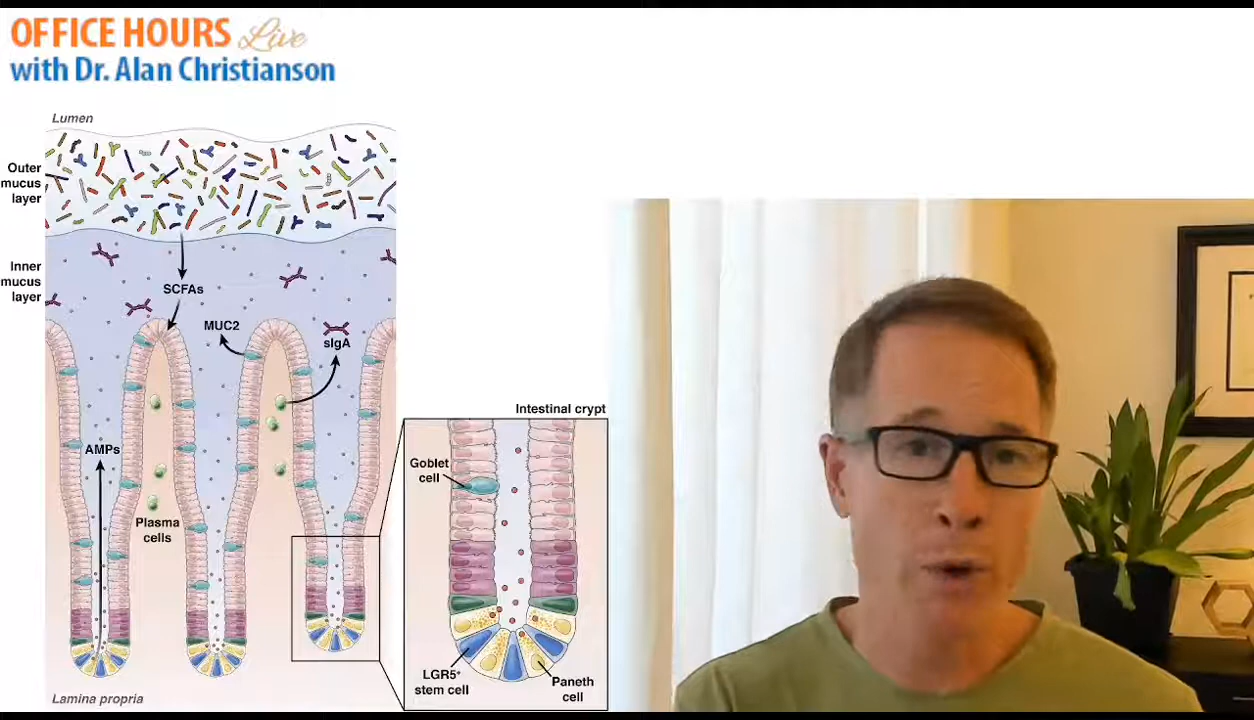 OFFICE HOURS Live
with Dr. Alan Christianson
Lumen
Outer
mucus
layer
Inner
mucus
layer
SCFAs
MUC2
sIgA
AMPs
Plasma
cells
Intestinal crypt
Goblet
cell
LGR5⁺
stem cell
Paneth
cell
Lamina propria